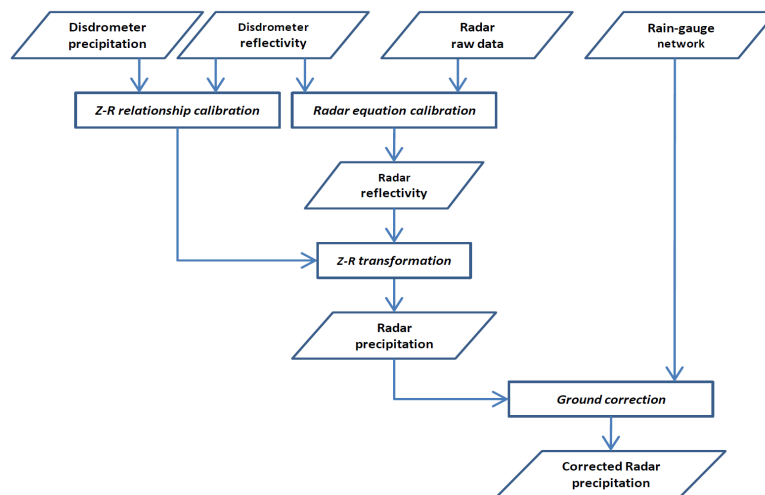 Disdrometer
precipitation
Disdrometer
reflectivity
Radar
raw data
Rain-gauge
network
Z-R relationship calibration
Radar equation calibration
Radar
reflectivity
Z-R transformation
Radar
precipitation
Ground correction
Corrected Radar
precipitation